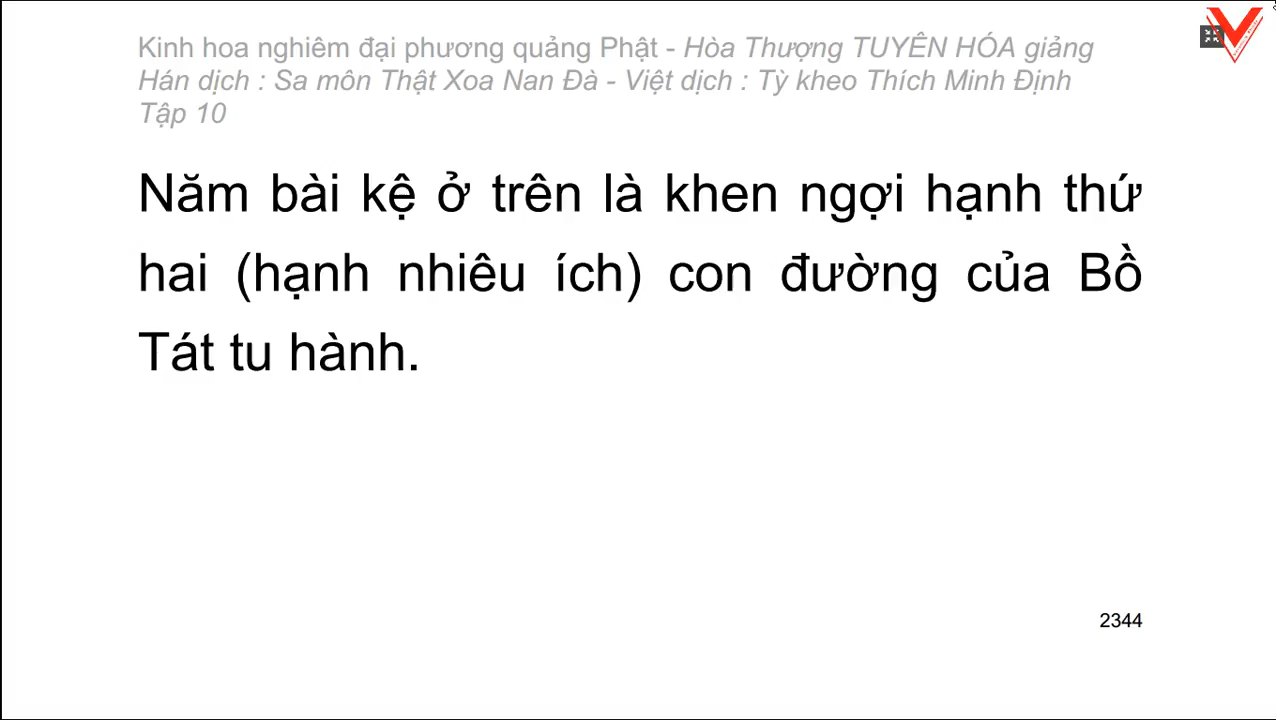 Kinh hoa nghiêm đại phương quảng Phật - Hòa Thượng TUYÊN HÓA giảng
Hán dịch : Sa môn Thật Xoa Nan Đà - Việt dịch : Tỳ kheo Thích Minh Định
Tập 10
Năm bài kệ ở trên là khen ngợi hạnh thứ
hai (hạnh nhiêu ích) con đường của Bồ
Tát tu hành.
2344